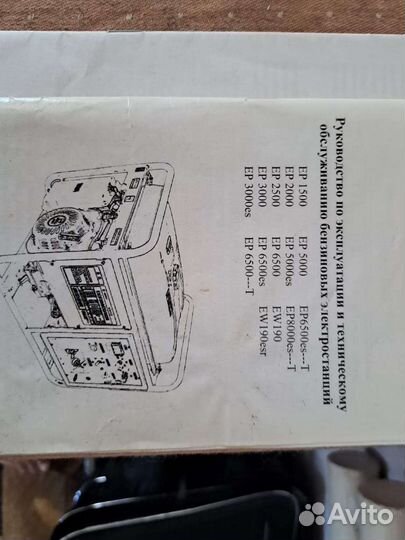 Руководство по эксплуатации и техническому
обслуживанию бензиновых электростанций
EP 1500 EP 5000 EP6500es---T
EP 2000 EP 5000es EP8000es---T
EP 2500 EP 6500 EW190
EP 3000 EP 6500es EW190esr
EP 3000es EP 6500---T
Avito